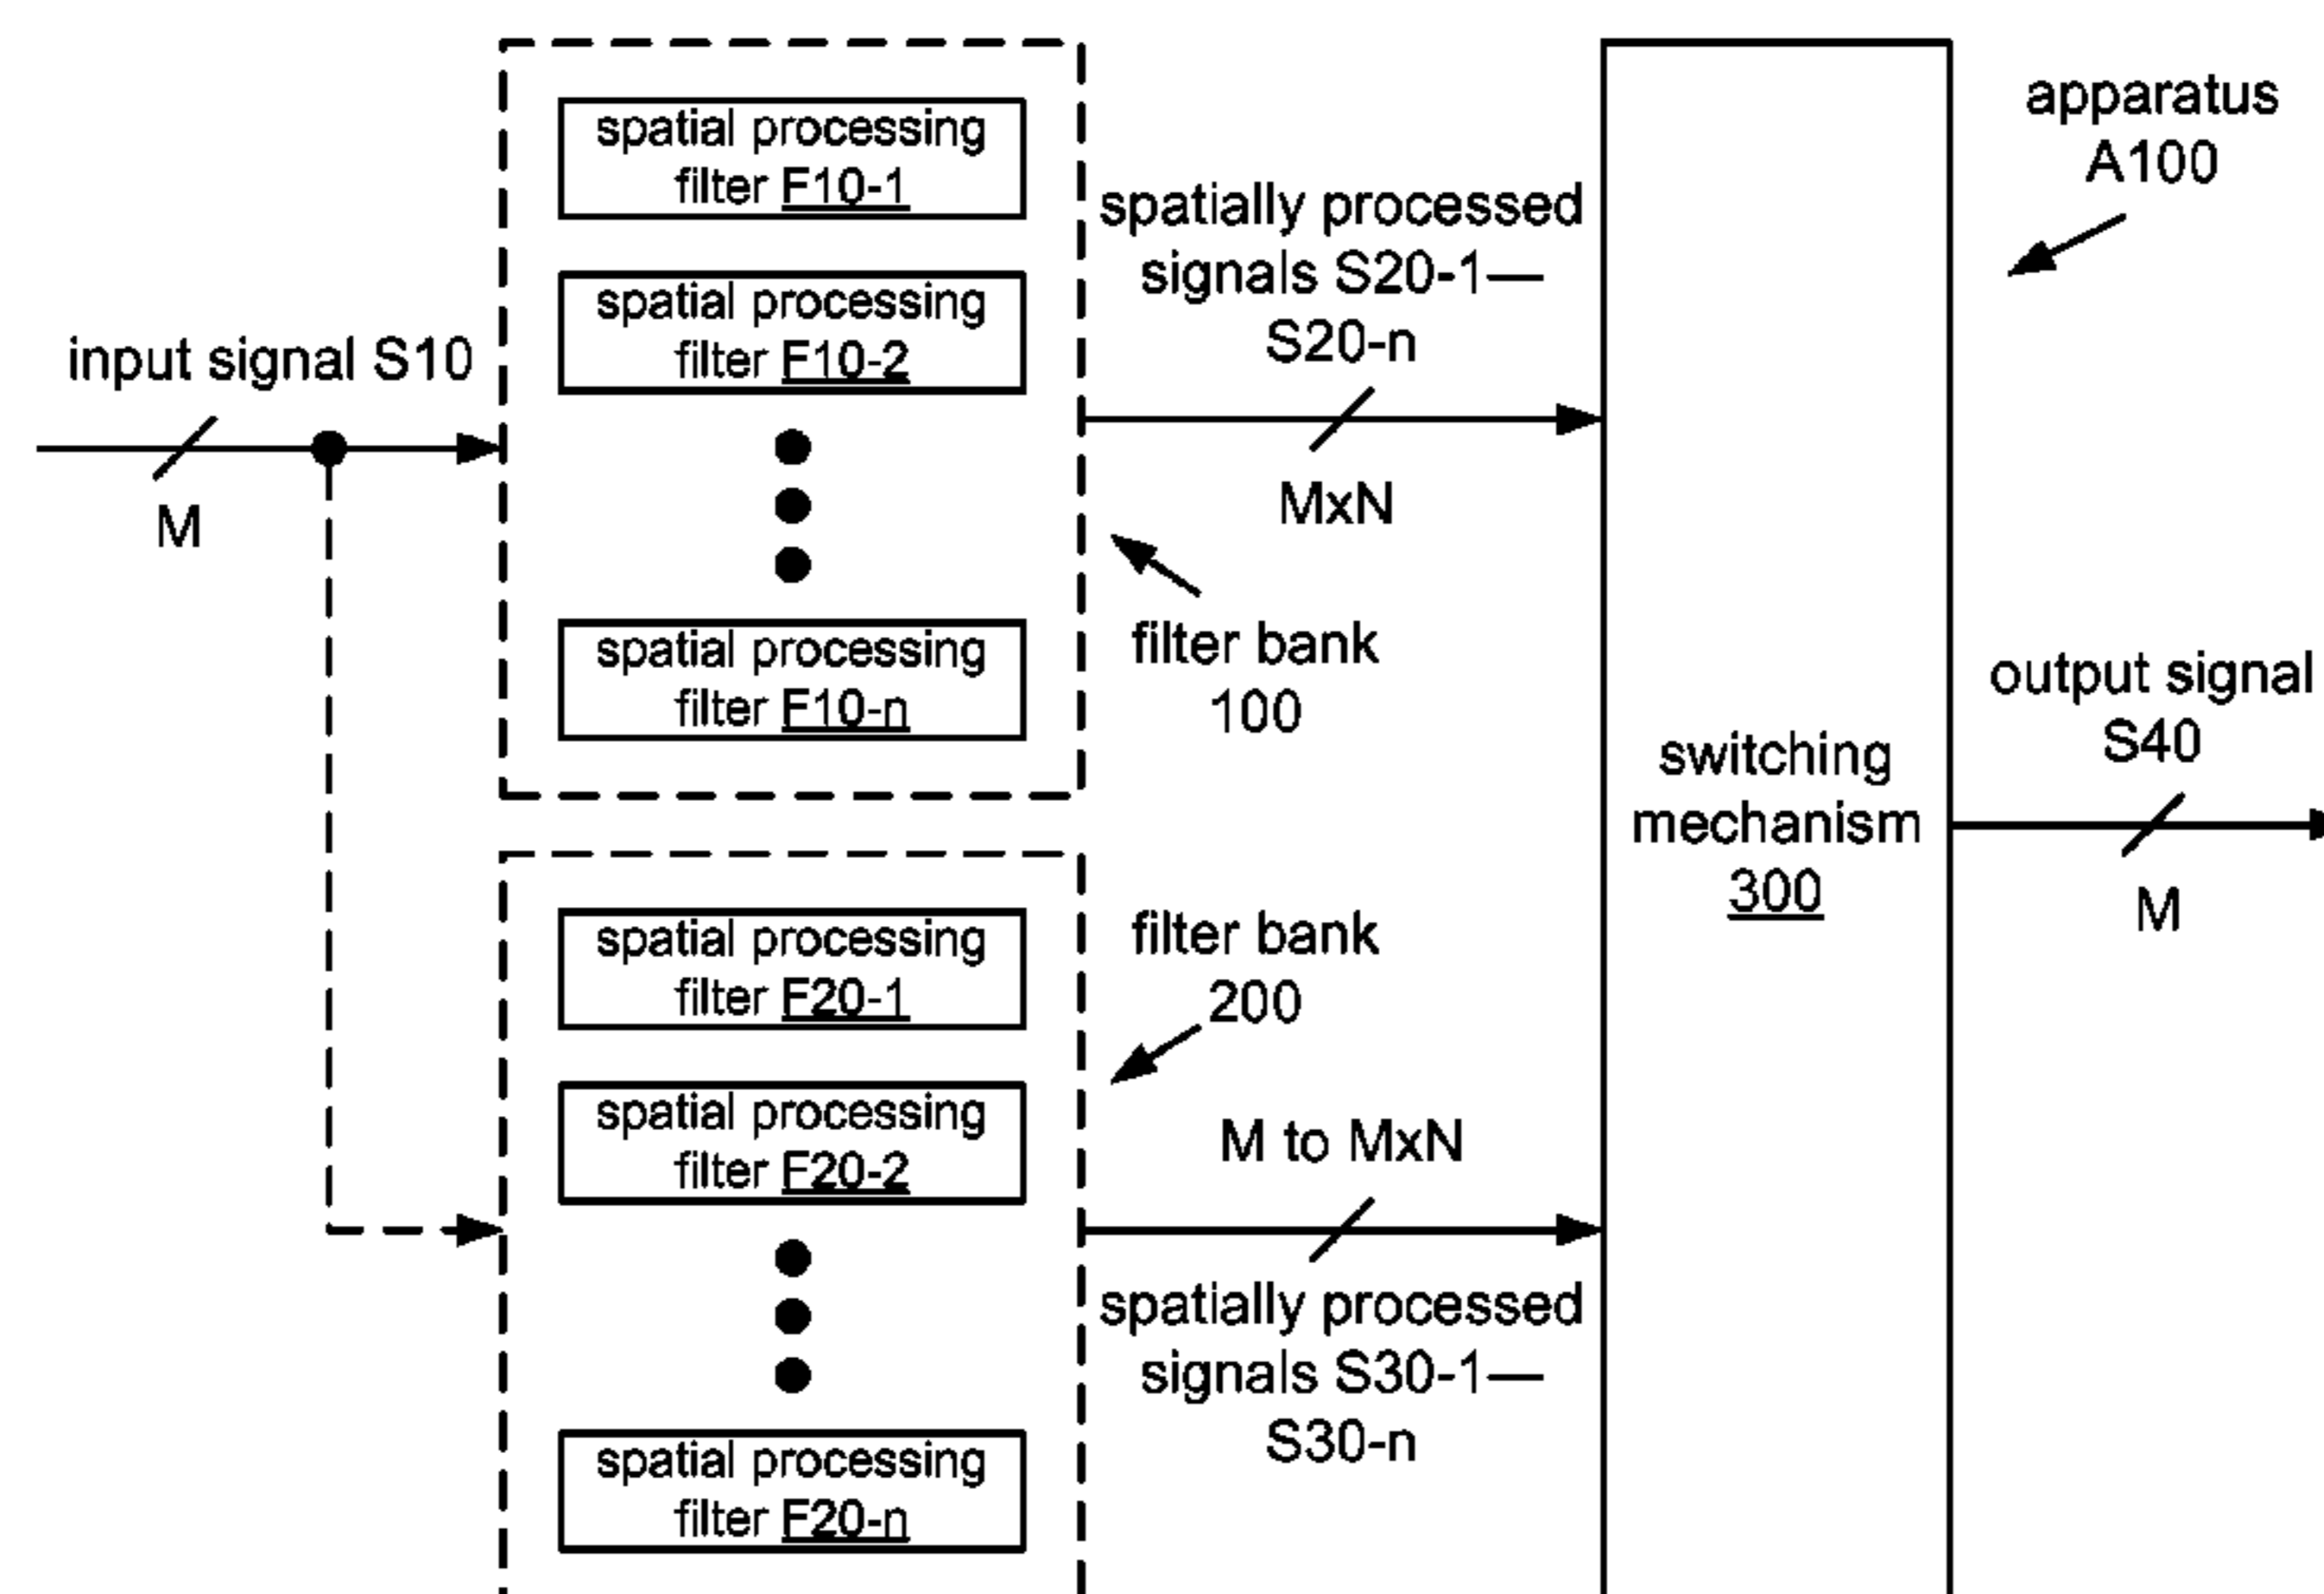 input signal S10
M
spatial processing
filter F10-1
spatial processing
filter F10-2
spatial processing
filter F10-n
spatially processed
signals S20-1—
S20-n
MxN
filter bank
100
spatial processing
filter F20-1
spatial processing
filter F20-2
spatial processing
filter F20-n
filter bank
200
M to MxN
spatially processed
signals S30-1—
S30-n
switching
mechanism
300
apparatus
A100
output signal
S40
M